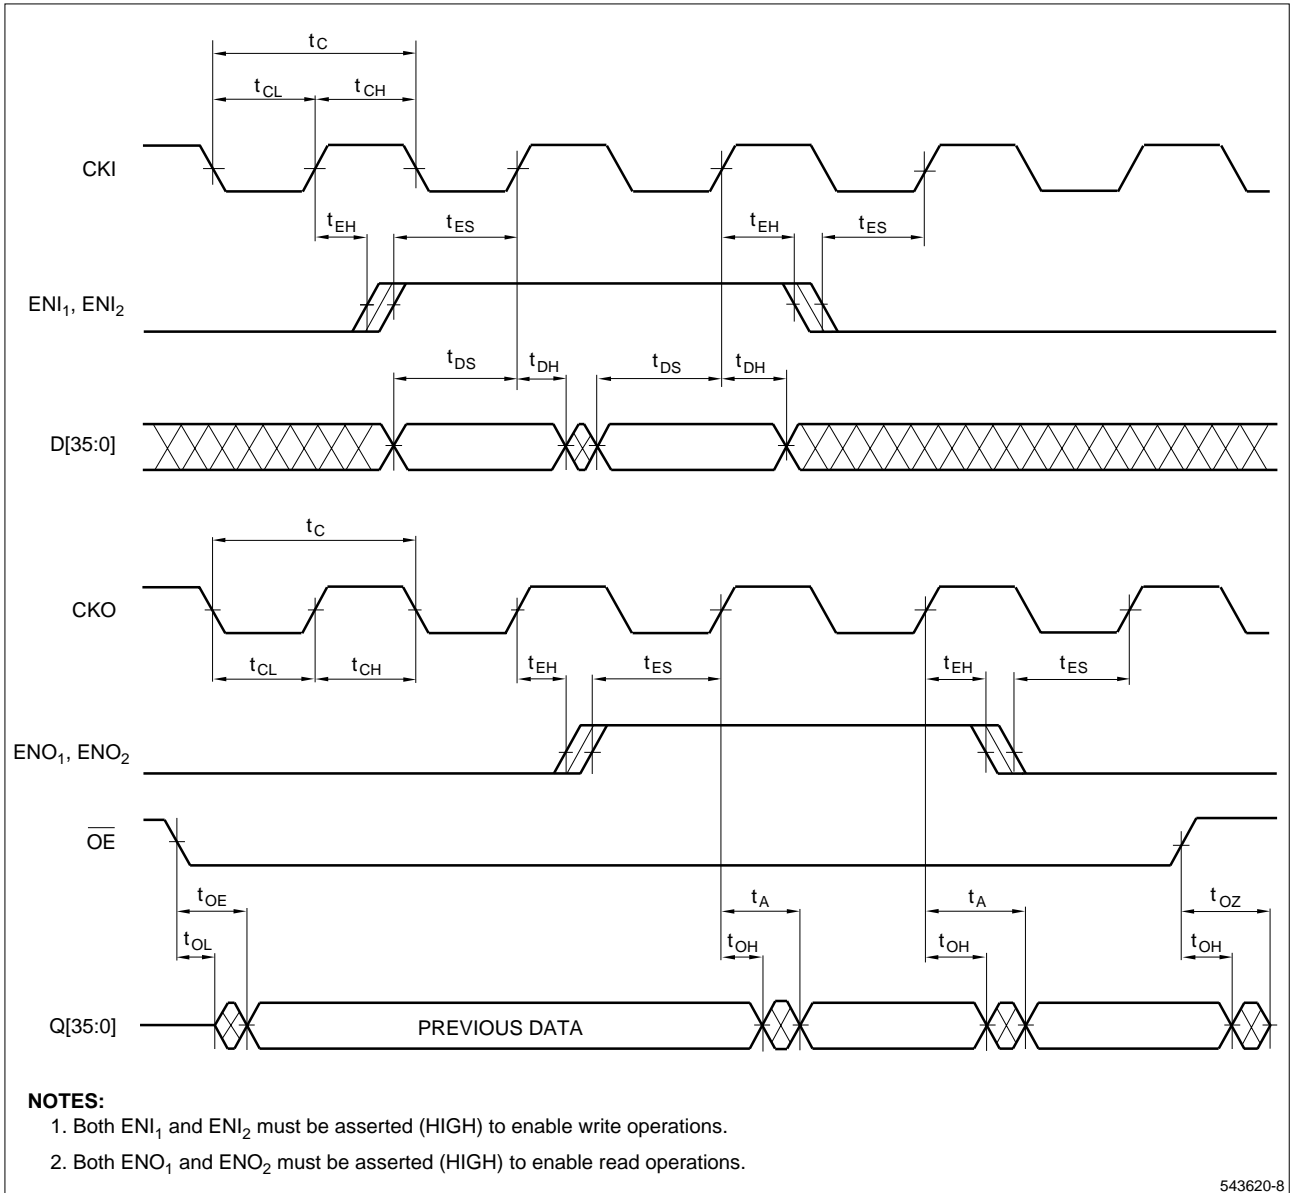 tC
tCL tCH
CKI
tEH tES tEH tES
ENI1, ENI2
tDS tDH tDS tDH
D[35:0]
tC
CKO
tCL tCH tEH tES tEH tES
ENO1, ENO2
OE
tOE tA tA tOZ
tOL tOH tOH tOH
Q[35:0] PREVIOUS DATA
NOTES:
1. Both ENI1 and ENI2 must be asserted (HIGH) to enable write operations.
2. Both ENO1 and ENO2 must be asserted (HIGH) to enable read operations.
543620-8